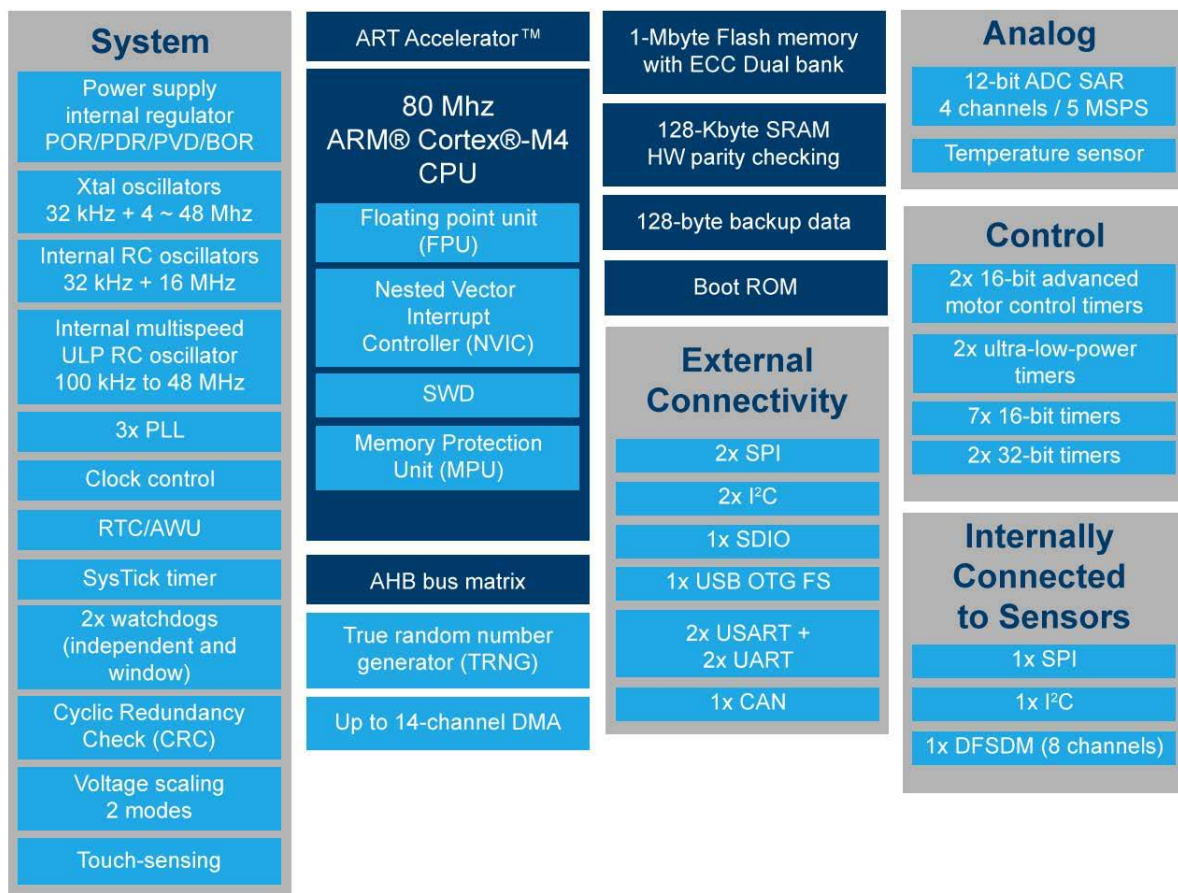 System
Power supply
internal regulator
POR/PDR/PVD/BOR
Xtal oscillators
32 kHz + 4 ~ 48 Mhz
Internal RC oscillators
32 kHz + 16 MHz
Internal multispeed
ULP RC oscillator
100 kHz to 48 MHz
3x PLL
Clock control
RTC/AWU
SysTick timer
2x watchdogs
(independent and
window)
Cyclic Redundancy
Check (CRC)
Voltage scaling
2 modes
Touch-sensing
ART Accelerator™
80 Mhz
ARM® Cortex®-M4
CPU
Floating point unit
(FPU)
Nested Vector
Interrupt
Controller (NVIC)
SWD
Memory Protection
Unit (MPU)
AHB bus matrix
True random number
generator (TRNG)
Up to 14-channel DMA
1-Mbyte Flash memory
with ECC Dual bank
128-Kbyte SRAM
HW parity checking
128-byte backup data
Boot ROM
External
Connectivity
2x SPI
2x I²C
1x SDIO
1x USB OTG FS
2x USART +
2x UART
1x CAN
Analog
12-bit ADC SAR
4 channels / 5 MSPS
Temperature sensor
Control
2x 16-bit advanced
motor control timers
2x ultra-low-power
timers
7x 16-bit timers
2x 32-bit timers
Internally
Connected
to Sensors
1x SPI
1x I²C
1x DFSDM (8 channels)